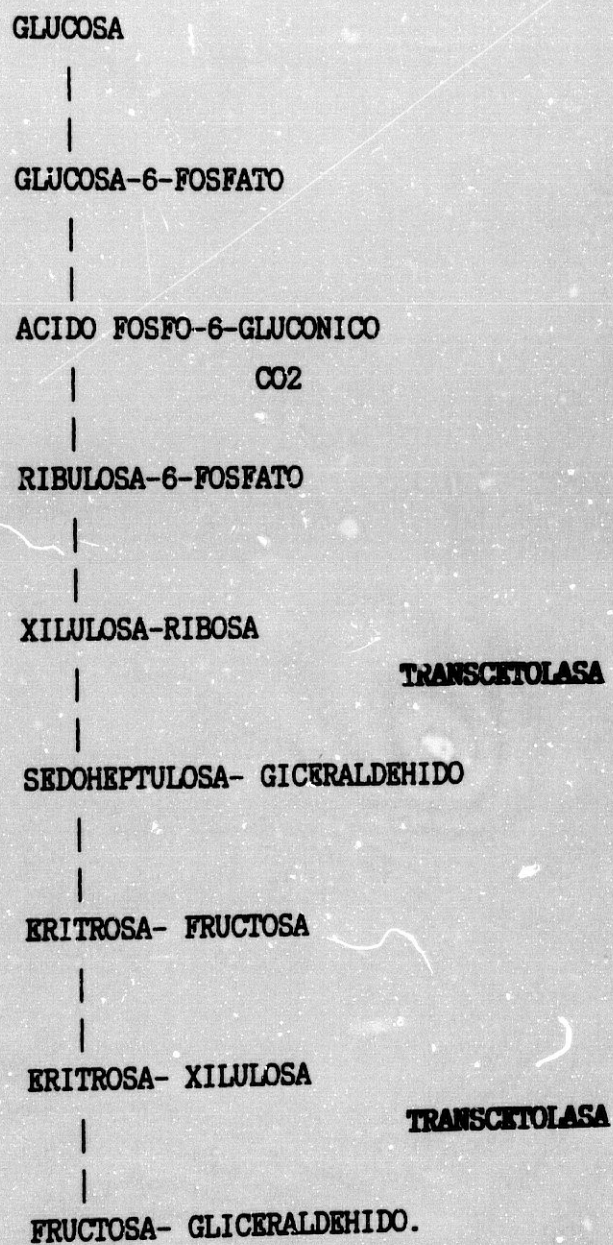 GLUCOSA
|
|
GLUCOSA-6-FOSFATO
|
|
ACIDO FOSFO-6-GLUCONICO
| CO2
|
RIBULOSA-6-FOSFATO
|
|
XILULOSA-RIBOSA
| TRANSCETOLASA
|
SEDOHEPTULOSA- GICERALDEHIDO
|
|
ERITROSA- FRUCTOSA
|
|
ERITROSA- XILULOSA
| TRANSCETOLASA
|
FRUCTOSA- GLICERALDEHIDO.